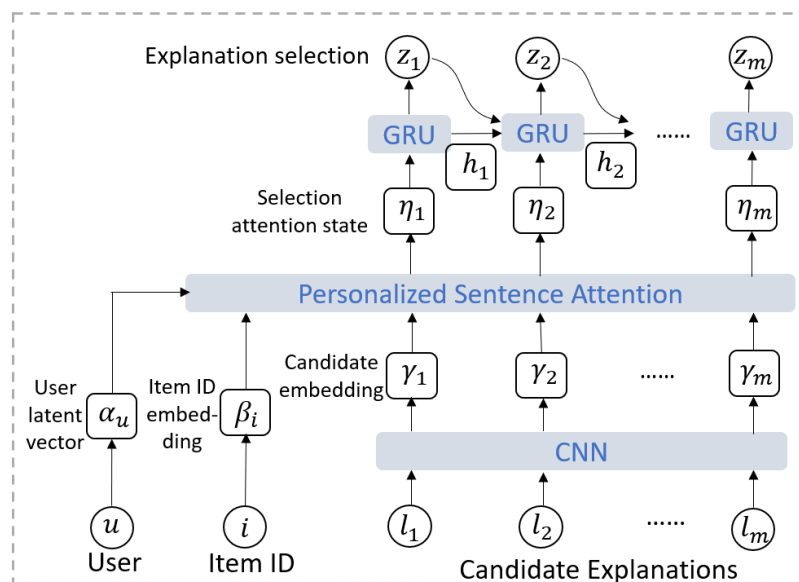 Explanation selection
z₁
z₂
zₘ
GRU
GRU
......
GRU
h₁
h₂
Selection
attention state
η₁
η₂
ηₘ
Personalized Sentence Attention
User
latent
vector
αᵤ
Item ID
embed-
ding
βᵢ
Candidate
embedding
γ₁
γ₂
......
γₘ
CNN
u
i
l₁
l₂
......
lₘ
User
Item ID
Candidate Explanations